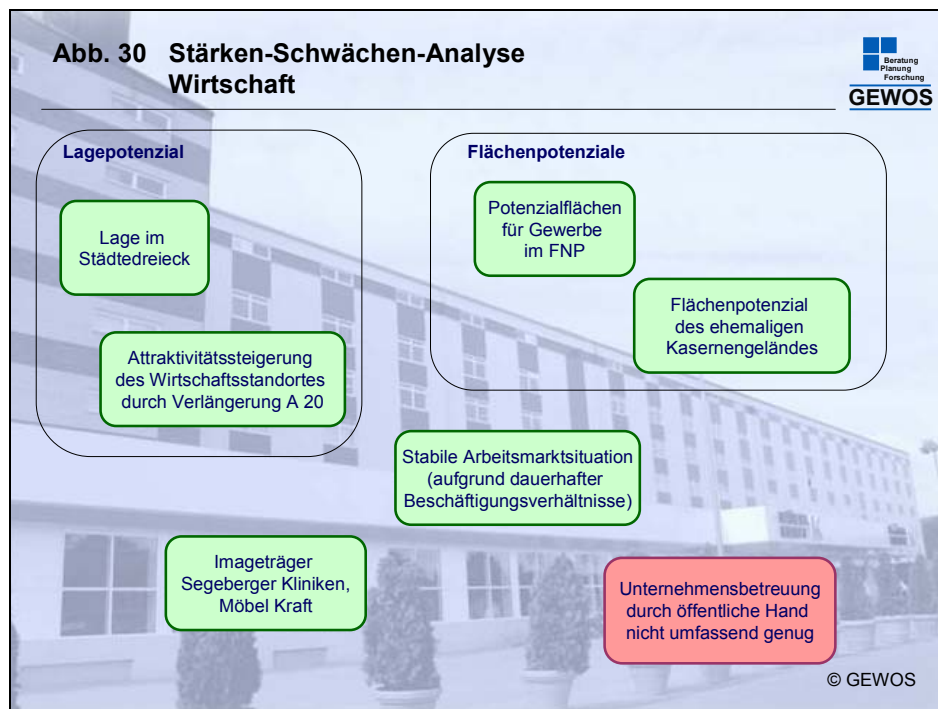 Abb. 30 Stärken-Schwächen-Analyse
Wirtschaft
Beratung
Planung
Forschung
GEWOS
Lagepotenzial
Lage im
Städtedreieck
Attraktivitätssteigerung
des Wirtschaftsstandortes
durch Verlängerung A 20
Flächenpotenziale
Potenzialflächen
für Gewerbe
im FNP
Flächenpotenzial
des ehemaligen
Kasernengeländes
Stabile Arbeitsmarktsituation
(aufgrund dauerhafter
Beschäftigungsverhältnisse)
Imageträger
Segeberger Kliniken,
Möbel Kraft
Unternehmensbetreuung
durch öffentliche Hand
nicht umfassend genug
© GEWOS